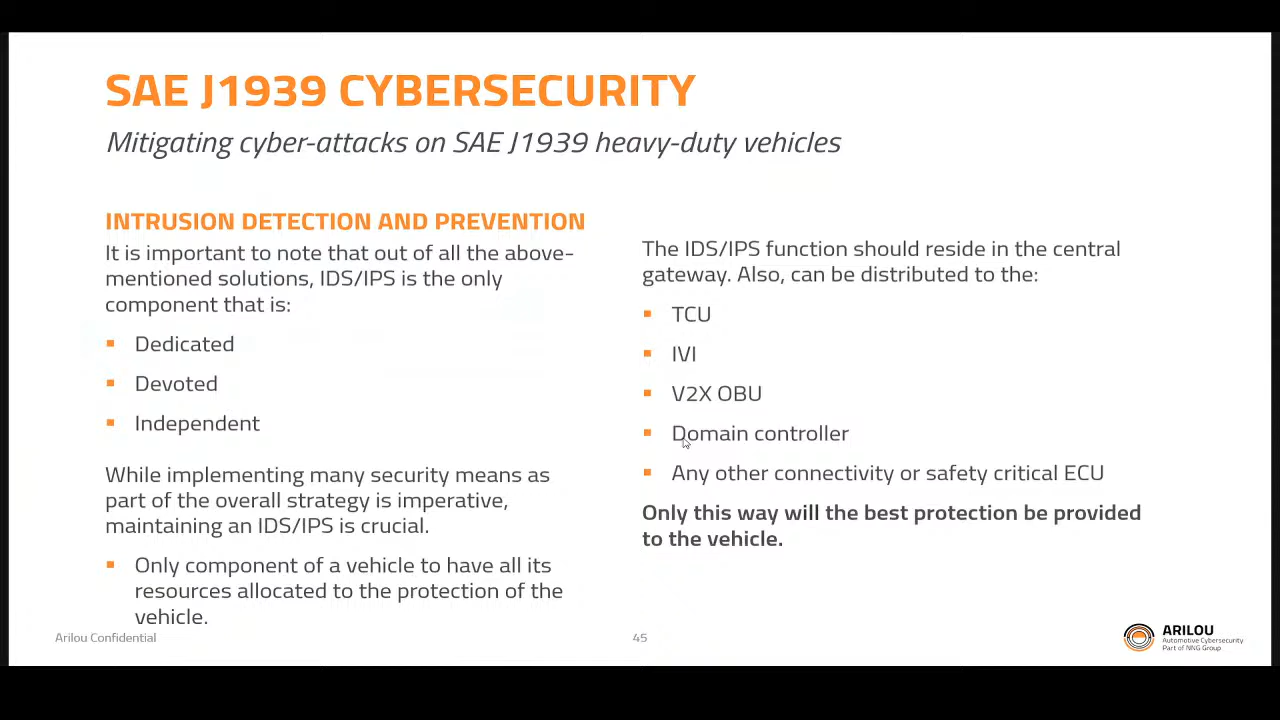 SAE J1939 CYBERSECURITY
Mitigating cyber-attacks on SAE J1939 heavy-duty vehicles
INTRUSION DETECTION AND PREVENTION
It is important to note that out of all the above-
mentioned solutions, IDS/IPS is the only
component that is:
Dedicated
Devoted
Independent
While implementing many security means as
part of the overall strategy is imperative,
maintaining an IDS/IPS is crucial.
Only component of a vehicle to have all its
resources allocated to the protection of the
vehicle.
The IDS/IPS function should reside in the central
gateway. Also, can be distributed to the:
TCU
IVI
V2X OBU
Domain controller
Any other connectivity or safety critical ECU
Only this way will the best protection be provided
to the vehicle.
Arilou Confidential
45
ARILOU
Automotive Cybersecurity
Part of NNG Group